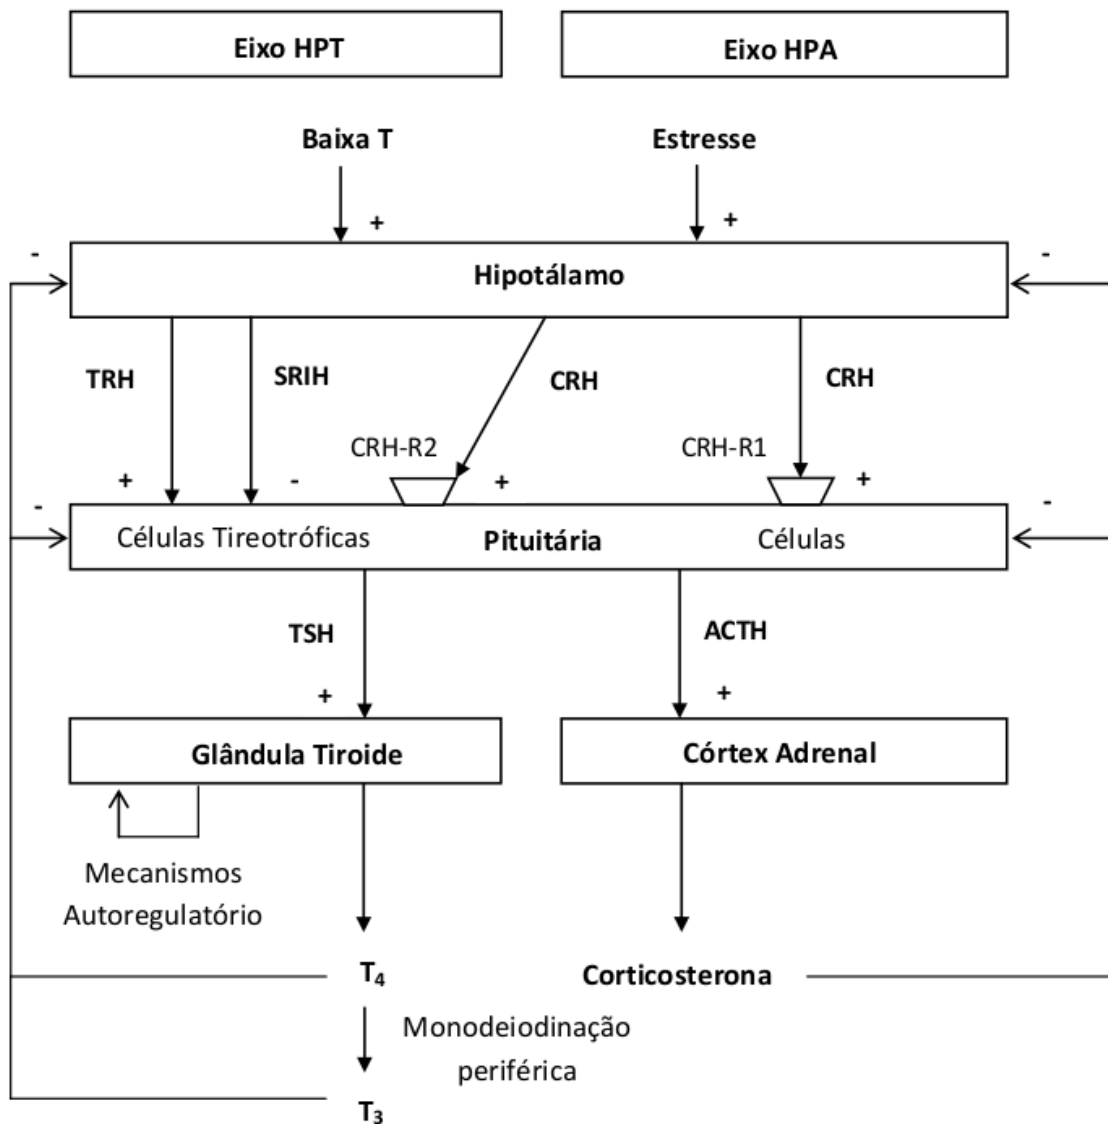 Eixo HPT
Eixo HPA
Baixa T
Estresse
+
+
-
-
Hipotálamo
TRH
SRIH
CRH
CRH
CRH-R2
CRH-R1
+
-
+
+
-
-
Células Tireotróficas
Pituitária
Células
TSH
ACTH
+
+
Glândula Tiroide
Córtex Adrenal
Mecanismos
Autoregulatório
T₄
Corticosterona
Monodeiodinação
periférica
T₃